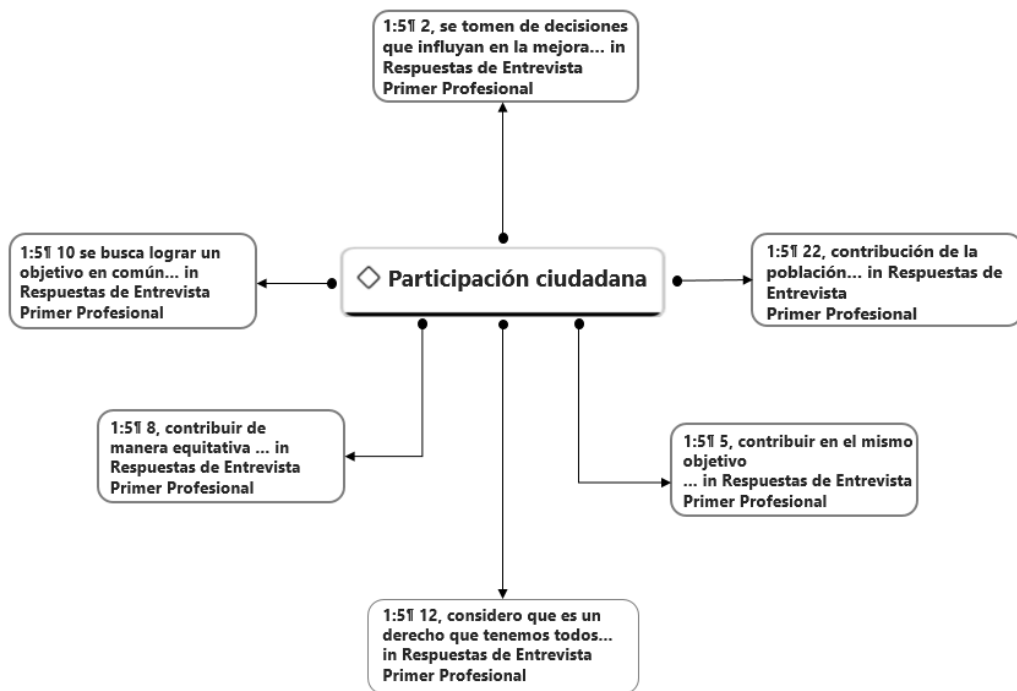 1:5¶ 2, se tomen de decisiones
que influyan en la mejora... in
Respuestas de Entrevista
Primer Profesional
1:5¶ 10 se busca lograr un
objetivo en común... in
Respuestas de Entrevista
Primer Profesional
Participación ciudadana
1:5¶ 22, contribución de la
población... in Respuestas de
Entrevista
Primer Profesional
1:5¶ 8, contribuir de
manera equitativa ... in
Respuestas de Entrevista
Primer Profesional
1:5¶ 5, contribuir en el mismo
objetivo
... in Respuestas de Entrevista
Primer Profesional
1:5¶ 12, considero que es un
derecho que tenemos todos...
in Respuestas de Entrevista
Primer Profesional